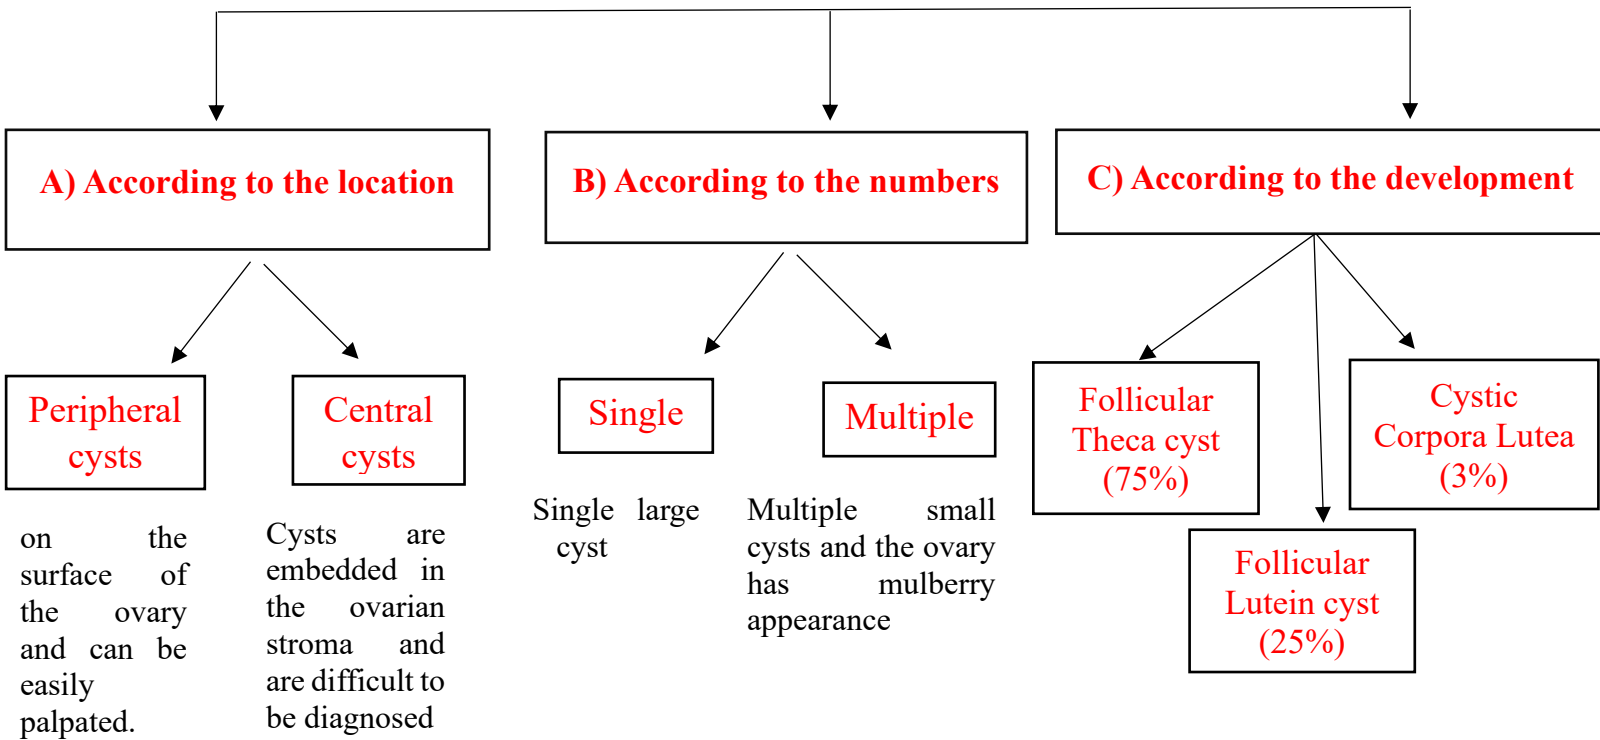 A) According to the location
B) According to the numbers
C) According to the development
Peripheral
cysts
Central
cysts
Single
Multiple
Follicular
Theca cyst
(75%)
Cystic
Corpora Lutea
(3%)
Follicular
Lutein cyst
(25%)
on the
surface of
the ovary
and can be
easily
palpated.
Cysts are
embedded in
the ovarian
stroma and
are difficult to
be diagnosed
Single large
cyst
Multiple small
cysts and the ovary
has mulberry
appearance